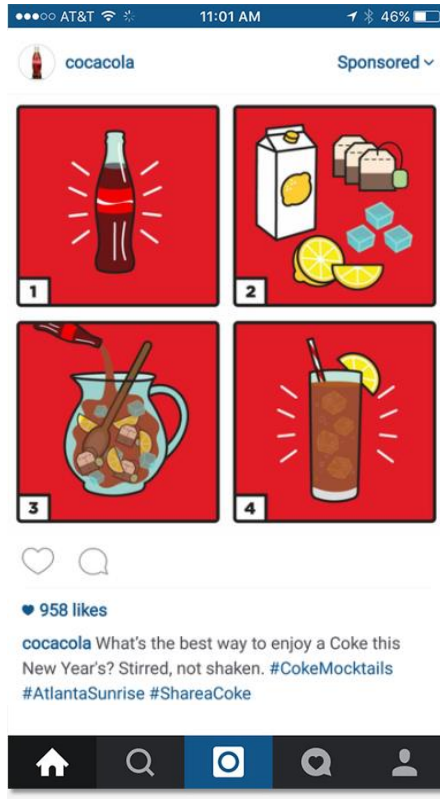 AT&T 11:01 AM 46%
cocacola Sponsored
1
2
3
4
958 likes
cocacola What's the best way to enjoy a Coke this
New Year's? Stirred, not shaken. #CokeMocktails
#AtlantaSunrise #ShareaCoke